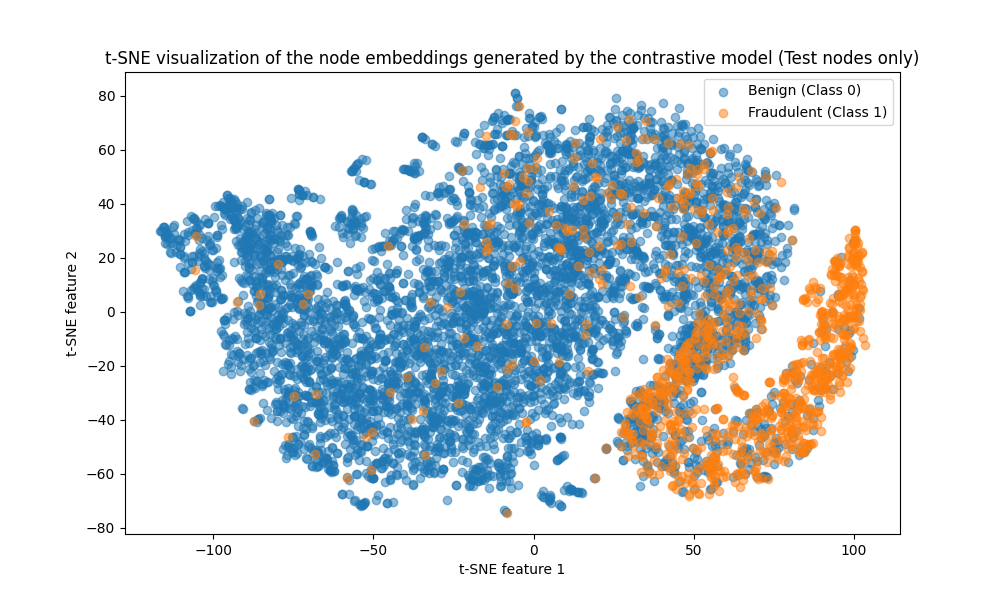 t-SNE visualization of the node embeddings generated by the contrastive model (Test nodes only)
Benign (Class 0)
Fraudulent (Class 1)
80
60
40
20
0
−20
−40
−60
−80
t-SNE feature 2
−100
−50
0
50
100
t-SNE feature 1